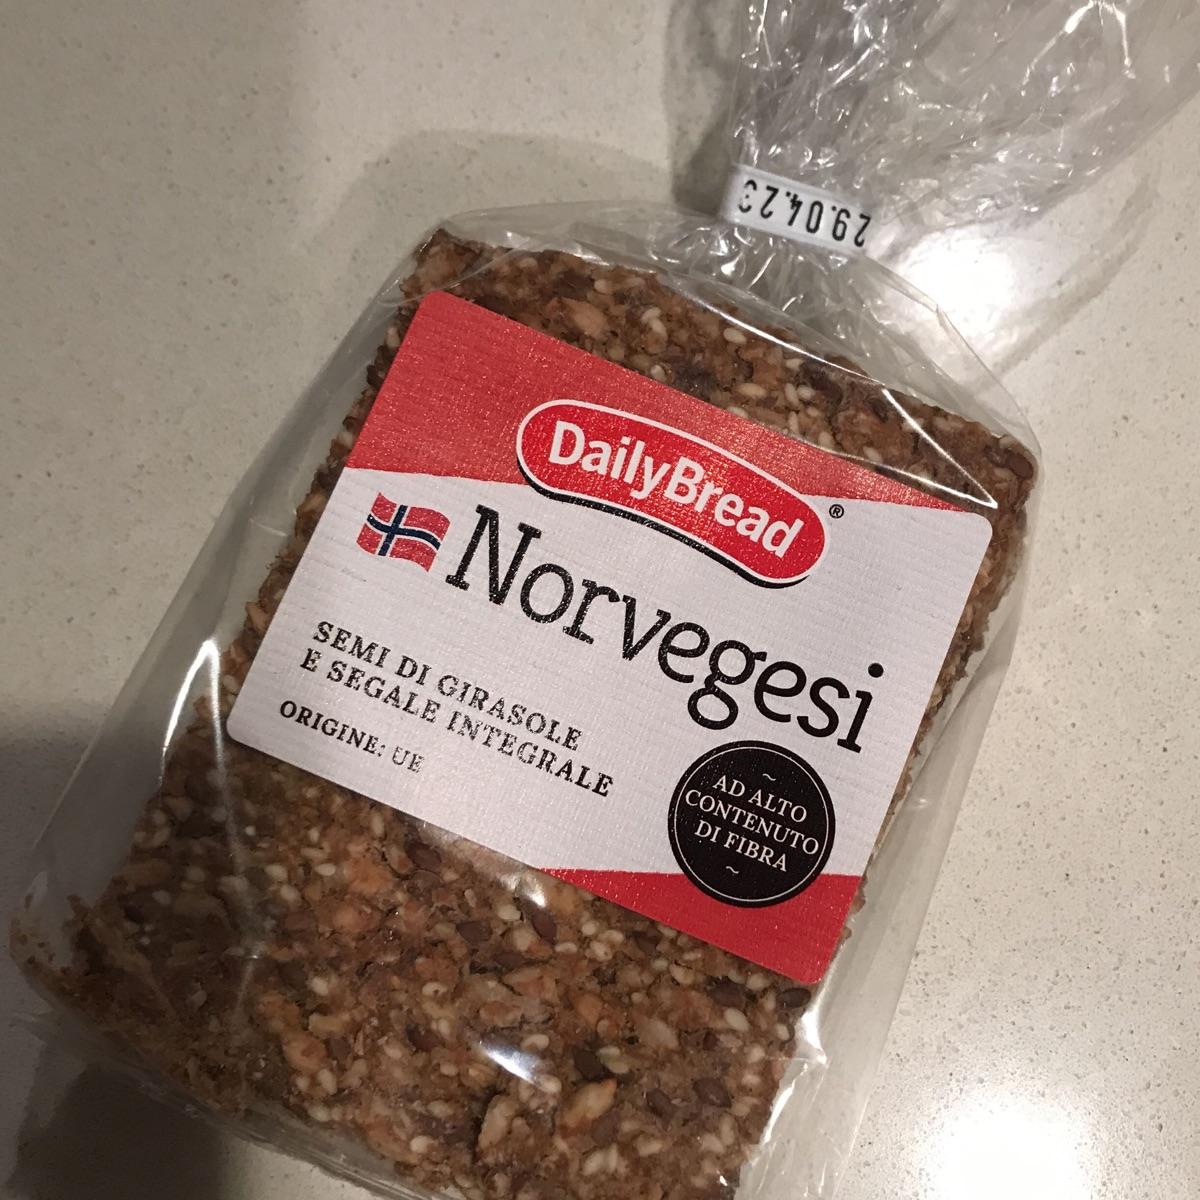 29.04.23
DailyBread®
Norvegesi
SEMI DI GIRASOLE
E SEGALE INTEGRALE
ORIGINE: UE
~
AD ALTO
CONTENUTO
DI FIBRA
~